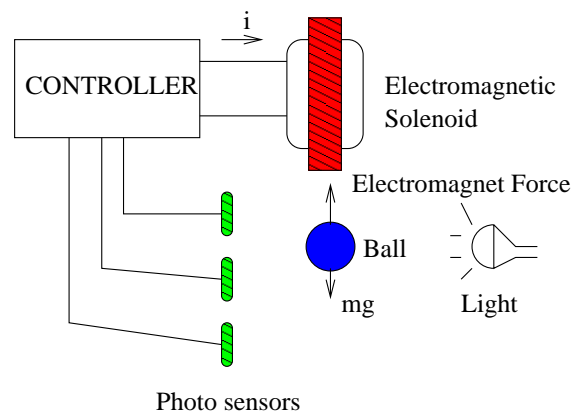 i
CONTROLLER
Electromagnetic
Solenoid
Electromagnet Force
Ball
mg
Light
Photo sensors